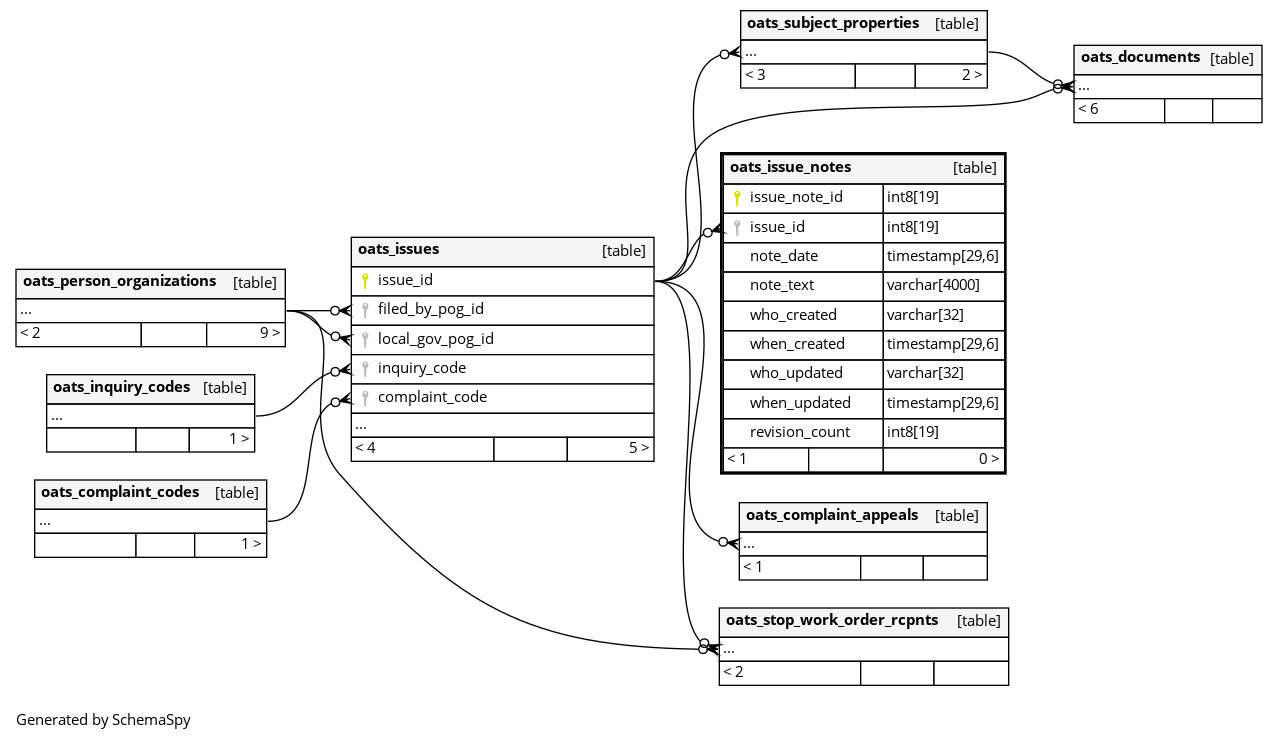 oats_subject_properties [table]
...
< 3 2 >
oats_documents [table]
...
< 6
oats_issue_notes [table]
issue_note_id int8[19]
issue_id int8[19]
note_date timestamp[29,6]
note_text varchar[4000]
who_created varchar[32]
when_created timestamp[29,6]
who_updated varchar[32]
when_updated timestamp[29,6]
revision_count int8[19]
< 1 0 >
oats_issues [table]
issue_id
filed_by_pog_id
local_gov_pog_id
inquiry_code
complaint_code
...
< 4 5 >
oats_person_organizations [table]
...
< 2 9 >
oats_inquiry_codes [table]
...
1 >
oats_complaint_codes [table]
...
1 >
oats_complaint_appeals [table]
...
< 1
oats_stop_work_order_rcpnts [table]
...
< 2
Generated by SchemaSpy